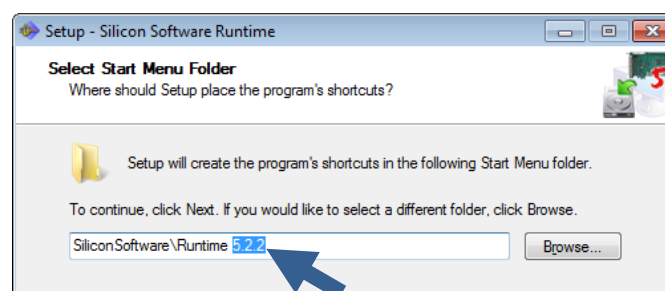 Setup - Silicon Software Runtime
Select Start Menu Folder
Where should Setup place the program's shortcuts?
Setup will create the program's shortcuts in the following Start Menu folder.
To continue, click Next. If you would like to select a different folder, click Browse.
SiliconSoftware\Runtime 5.2.2
Browse...